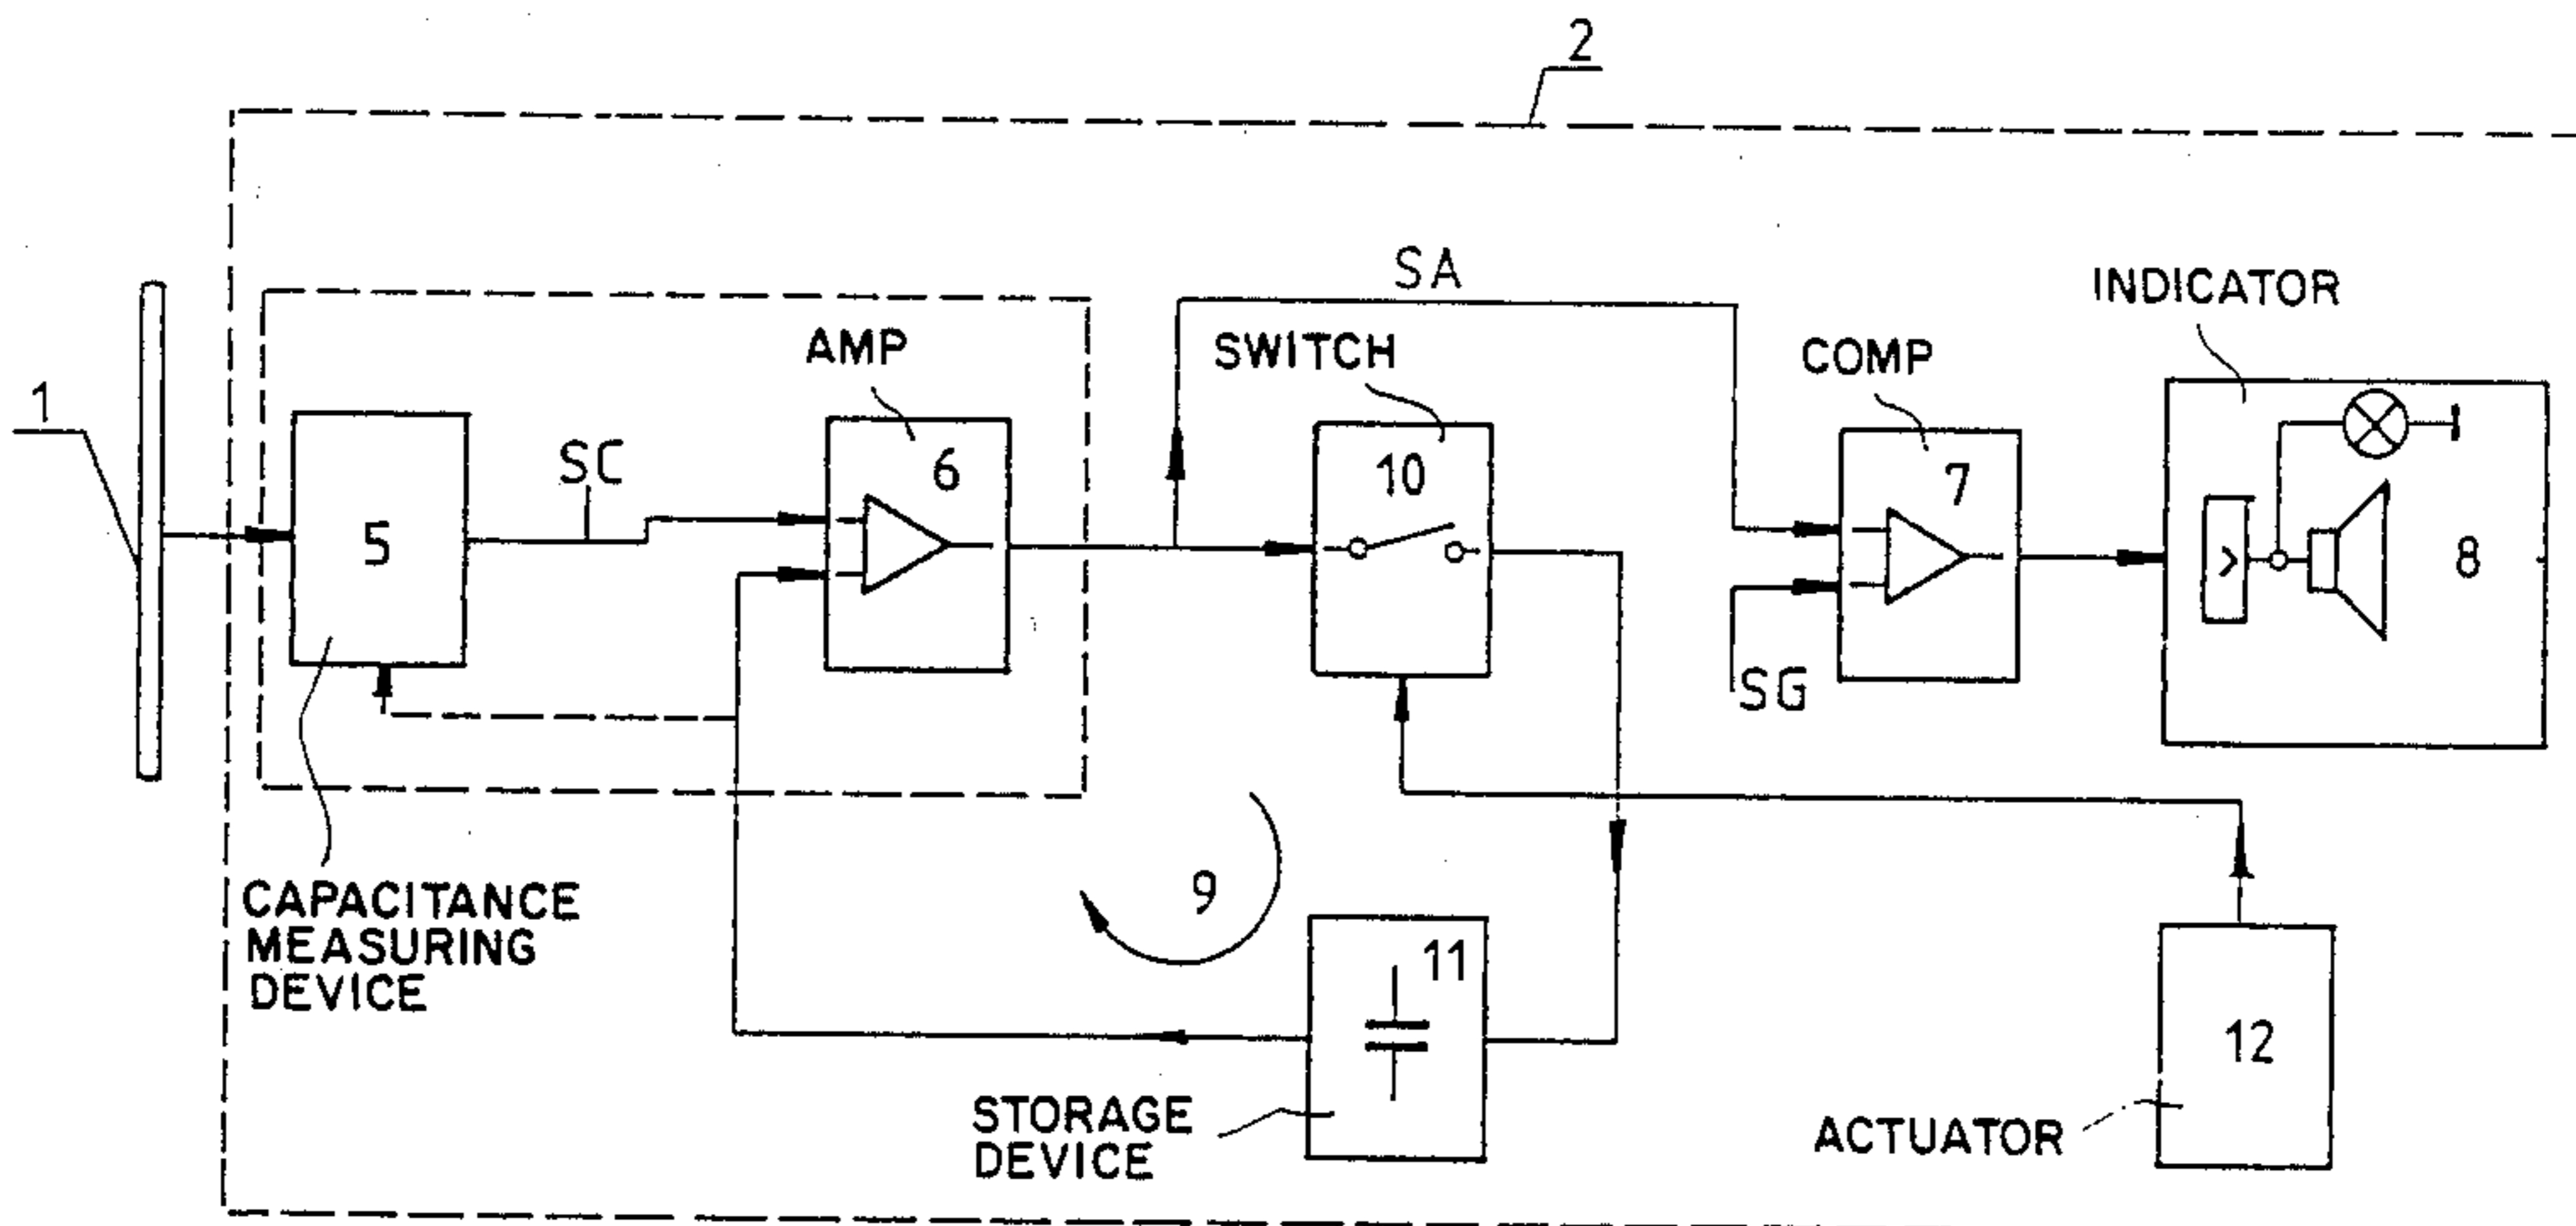 2
SA
INDICATOR
AMP
SWITCH
COMP
1
6
10
7
SC
5
8
SG
9
CAPACITANCE
MEASURING
DEVICE
11
12
STORAGE
DEVICE
ACTUATOR